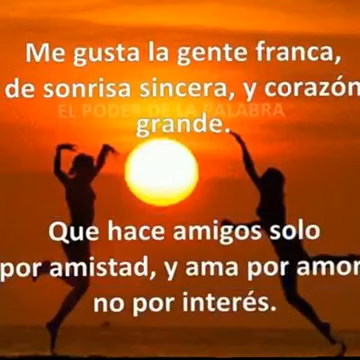 Me gusta la gente franca,
de sonrisa sincera, y corazón
EL PODER DE LA PALABRA
grande.
Que hace amigos solo
por amistad, y ama por amor
no por interés.